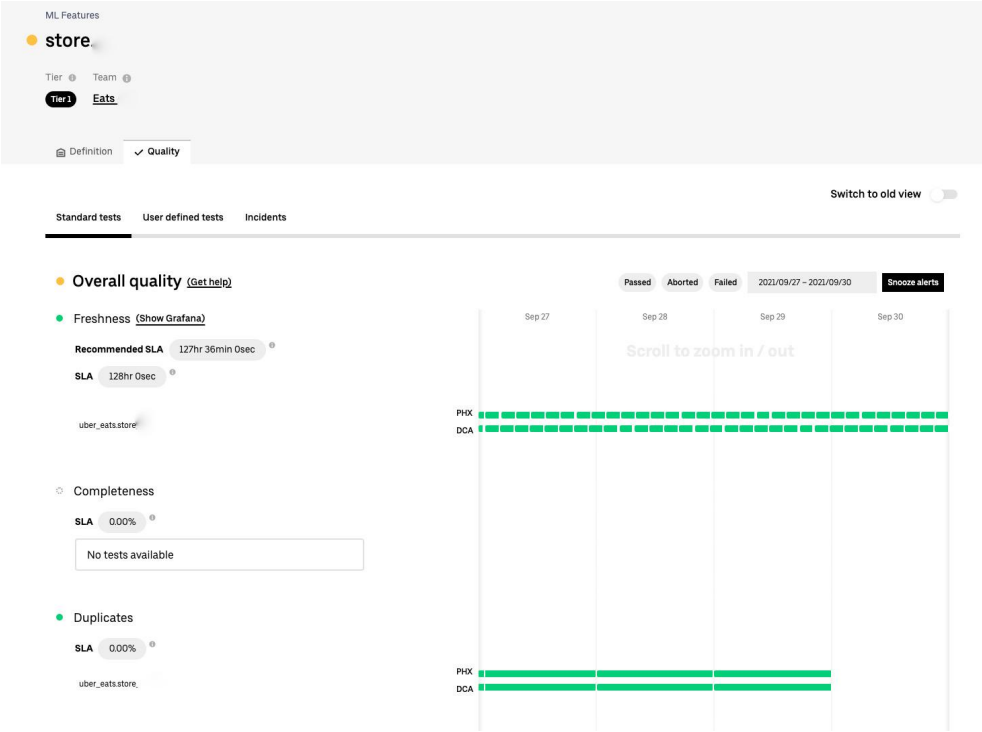 ML Features
store
Tier Team
Tier 1 Eats
Definition Quality
Switch to old view
Standard tests User defined tests Incidents
Overall quality (Get help) Passed Aborted Failed 2021/09/27 – 2021/09/30 Snooze alerts
Freshness (Show Grafana) Sep 27 Sep 28 Sep 29 Sep 30
Recommended SLA 127hr 36min 0sec Scroll to zoom in / out
SLA 128hr 0sec
PHX
uber_eats.store
DCA
Completeness
SLA 0.00%
No tests available
Duplicates
SLA 0.00%
PHX
uber_eats.store_
DCA